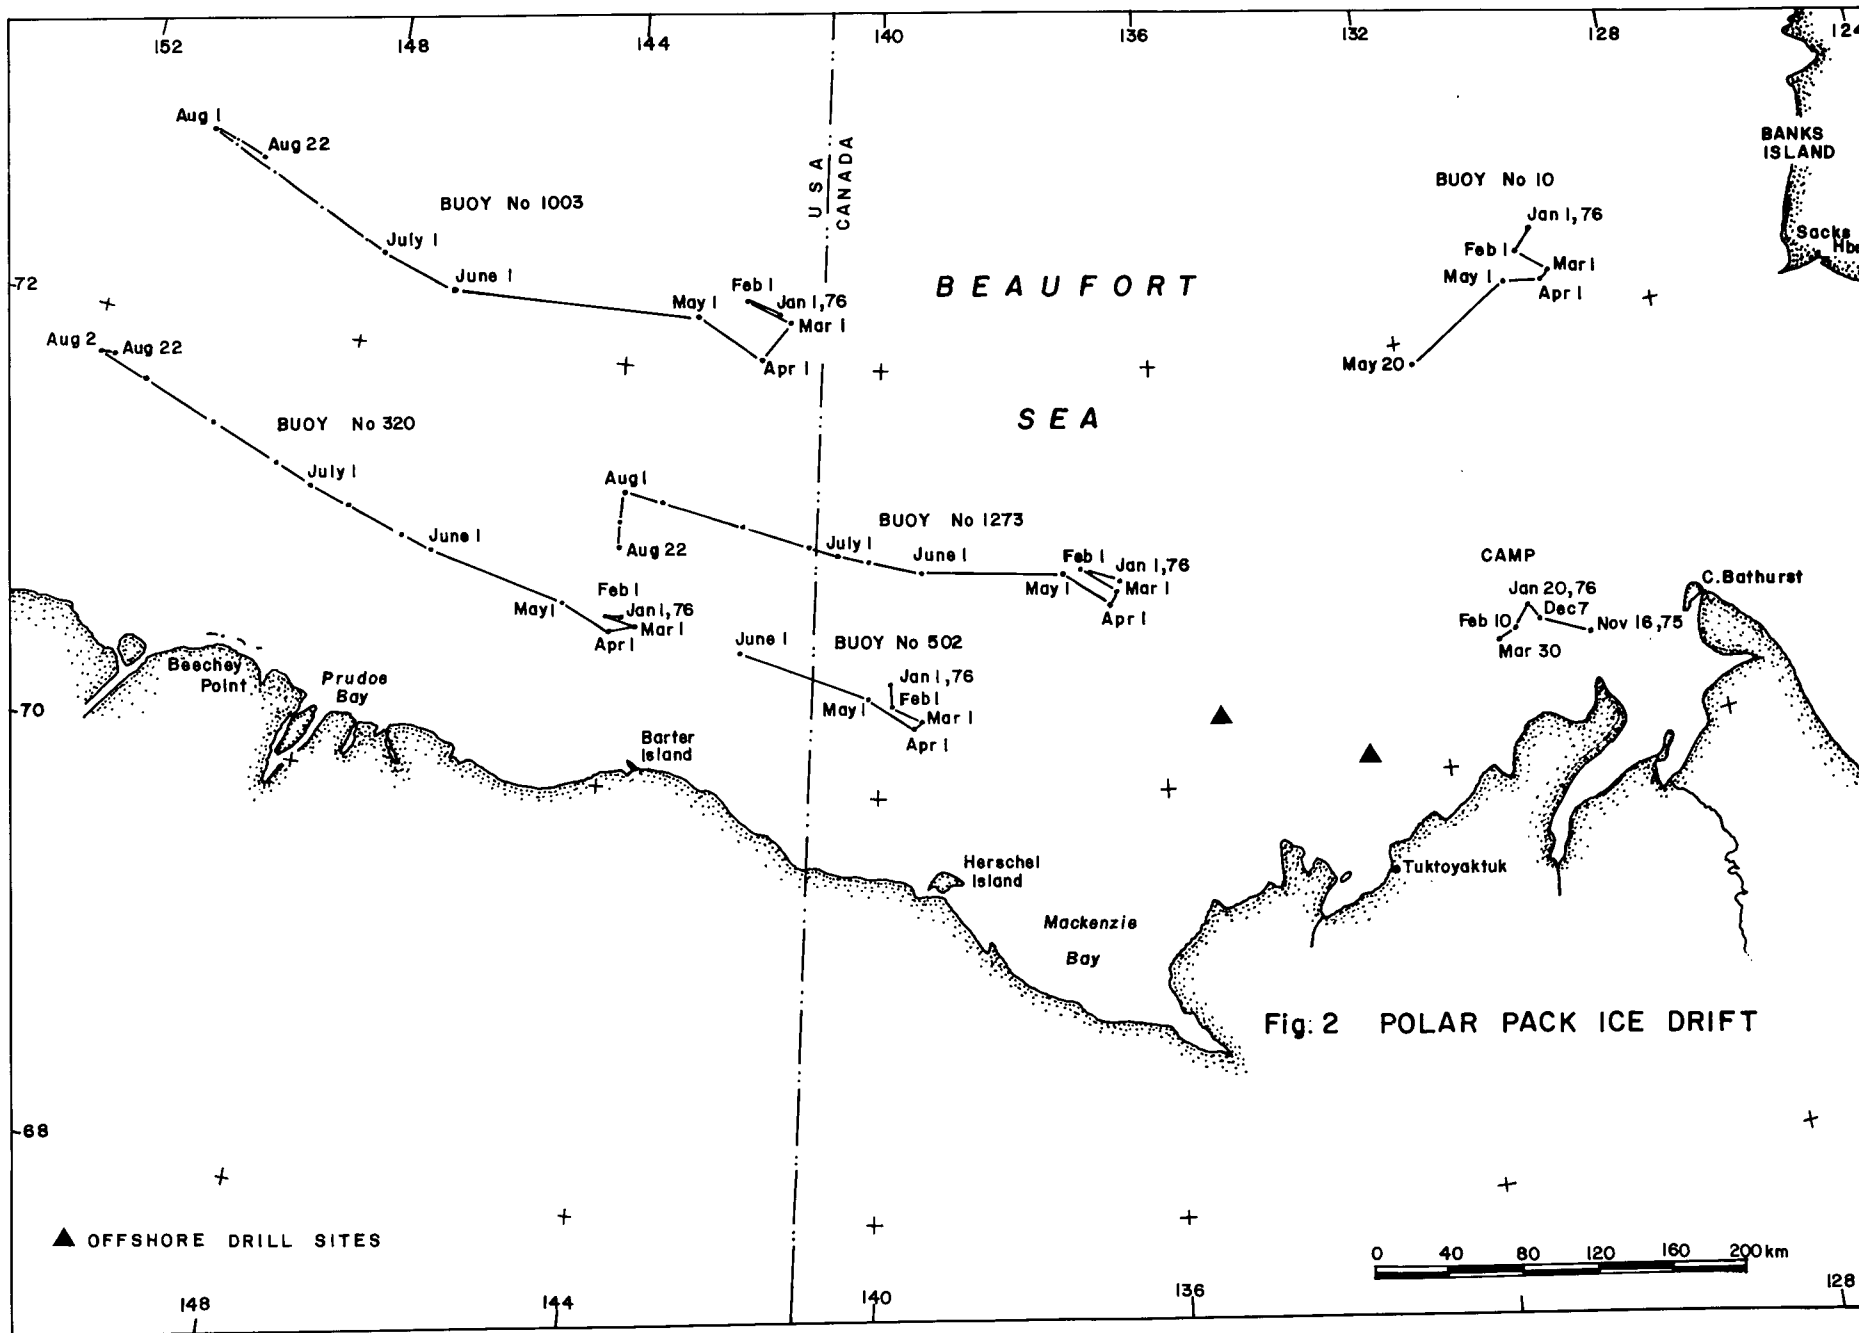 152
148
144
140
136
132
128
124
Aug 1
Aug 22
BUOY No 1003
July 1
June 1
May 1
Feb 1
Jan 1, 76
Mar 1
Apr 1
USA
CANADA
BEAUFORT
SEA
BUOY No 10
Jan 1, 76
Feb 1
Mar 1
May 1
Apr 1
May 20
BANKS
ISLAND
Sacks
Hb
72
Aug 2
Aug 22
BUOY No 320
July 1
June 1
May 1
Feb 1
Jan 1, 76
Mar 1
Apr 1
Aug 1
Aug 22
BUOY No 1273
July 1
June 1
Feb 1
Jan 1, 76
May 1
Mar 1
Apr 1
CAMP
Jan 20, 76
Dec 7
Feb 10
Nov 16, 75
Mar 30
C. Bathurst
June 1
BUOY No 502
Jan 1, 76
Feb 1
May 1
Mar 1
Apr 1
70
Beechey
Point
Prudoe
Bay
Barter
Island
Herschel
Island
Mackenzie
Bay
Tuktoyaktuk
Fig. 2 POLAR PACK ICE DRIFT
68
▲ OFFSHORE DRILL SITES
0 40 80 120 160 200 km
148
144
140
136
128